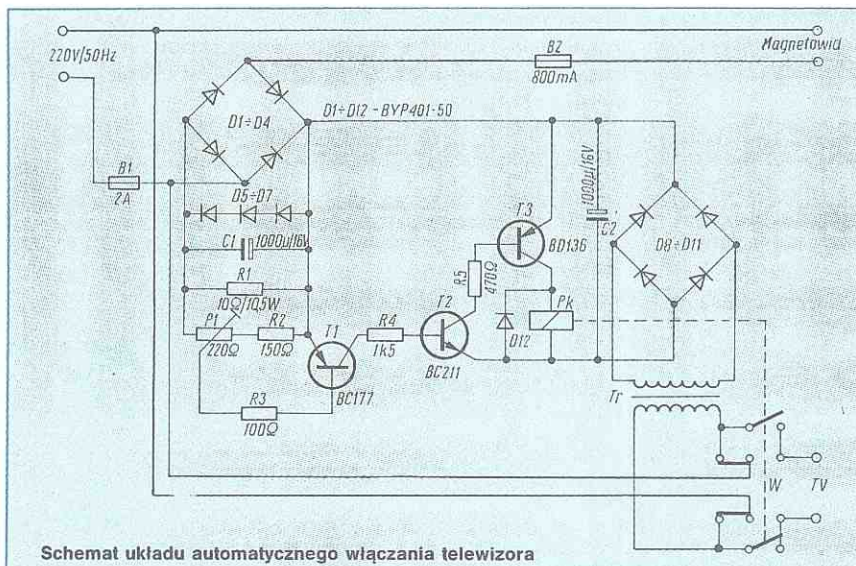 220V/50Hz
Magnetowid
B2
800mA
D1÷D4
D1÷D12 - BYP401-50
B1
2A
D5÷D7
C1
1000µ/16V
R1
10Ω/10,5W
P1
220Ω
R2
150Ω
T1
BC177
R3
100Ω
R4
1k5
T2
BC211
R5
470Ω
T3
BD136
D12
Pk
1000µ/16V
C2
D8÷D11
Tr
W
TV
Schemat układu automatycznego włączania telewizora